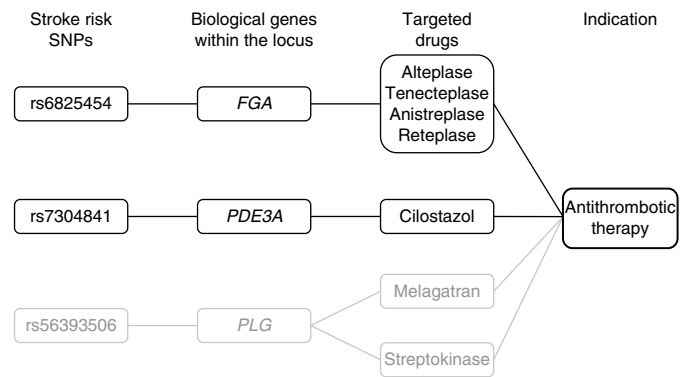 Stroke risk
SNPs
Biological genes
within the locus
Targeted
drugs
Indication
rs6825454
FGA
Alteplase
Tenecteplase
Anistreplase
Reteplase
rs7304841
PDE3A
Cilostazol
Antithrombotic
therapy
rs56393506
PLG
Melagatran
Streptokinase